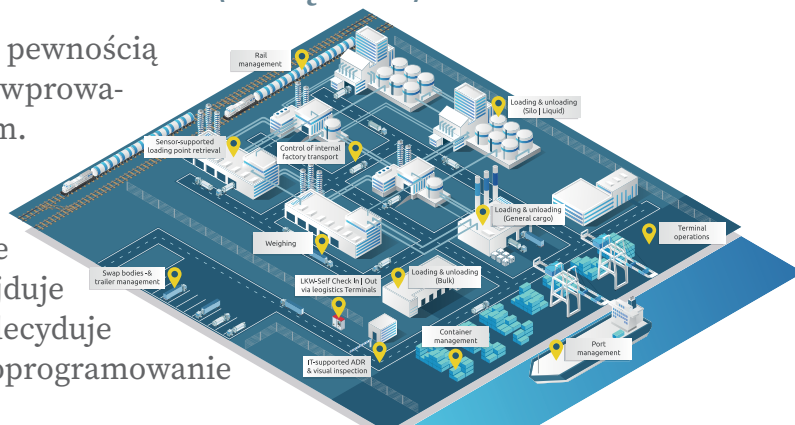 pewnością
wprowa-
m.
e
jduje
lecyduje
oprogramowanie
Rail
management
Loading & unloading
(Silo | Liquid)
Sensor-supported
loading point retrieval
Control of internal
factory transport
Loading & unloading
(General cargo)
Terminal
operations
Weighing
Swap bodies -&
trailer management
LKW-Self Check In | Out
via leogistics Terminals
Loading & unloading
(Bulk)
Container
management
Port
management
IT-supported ADR
& visual inspection